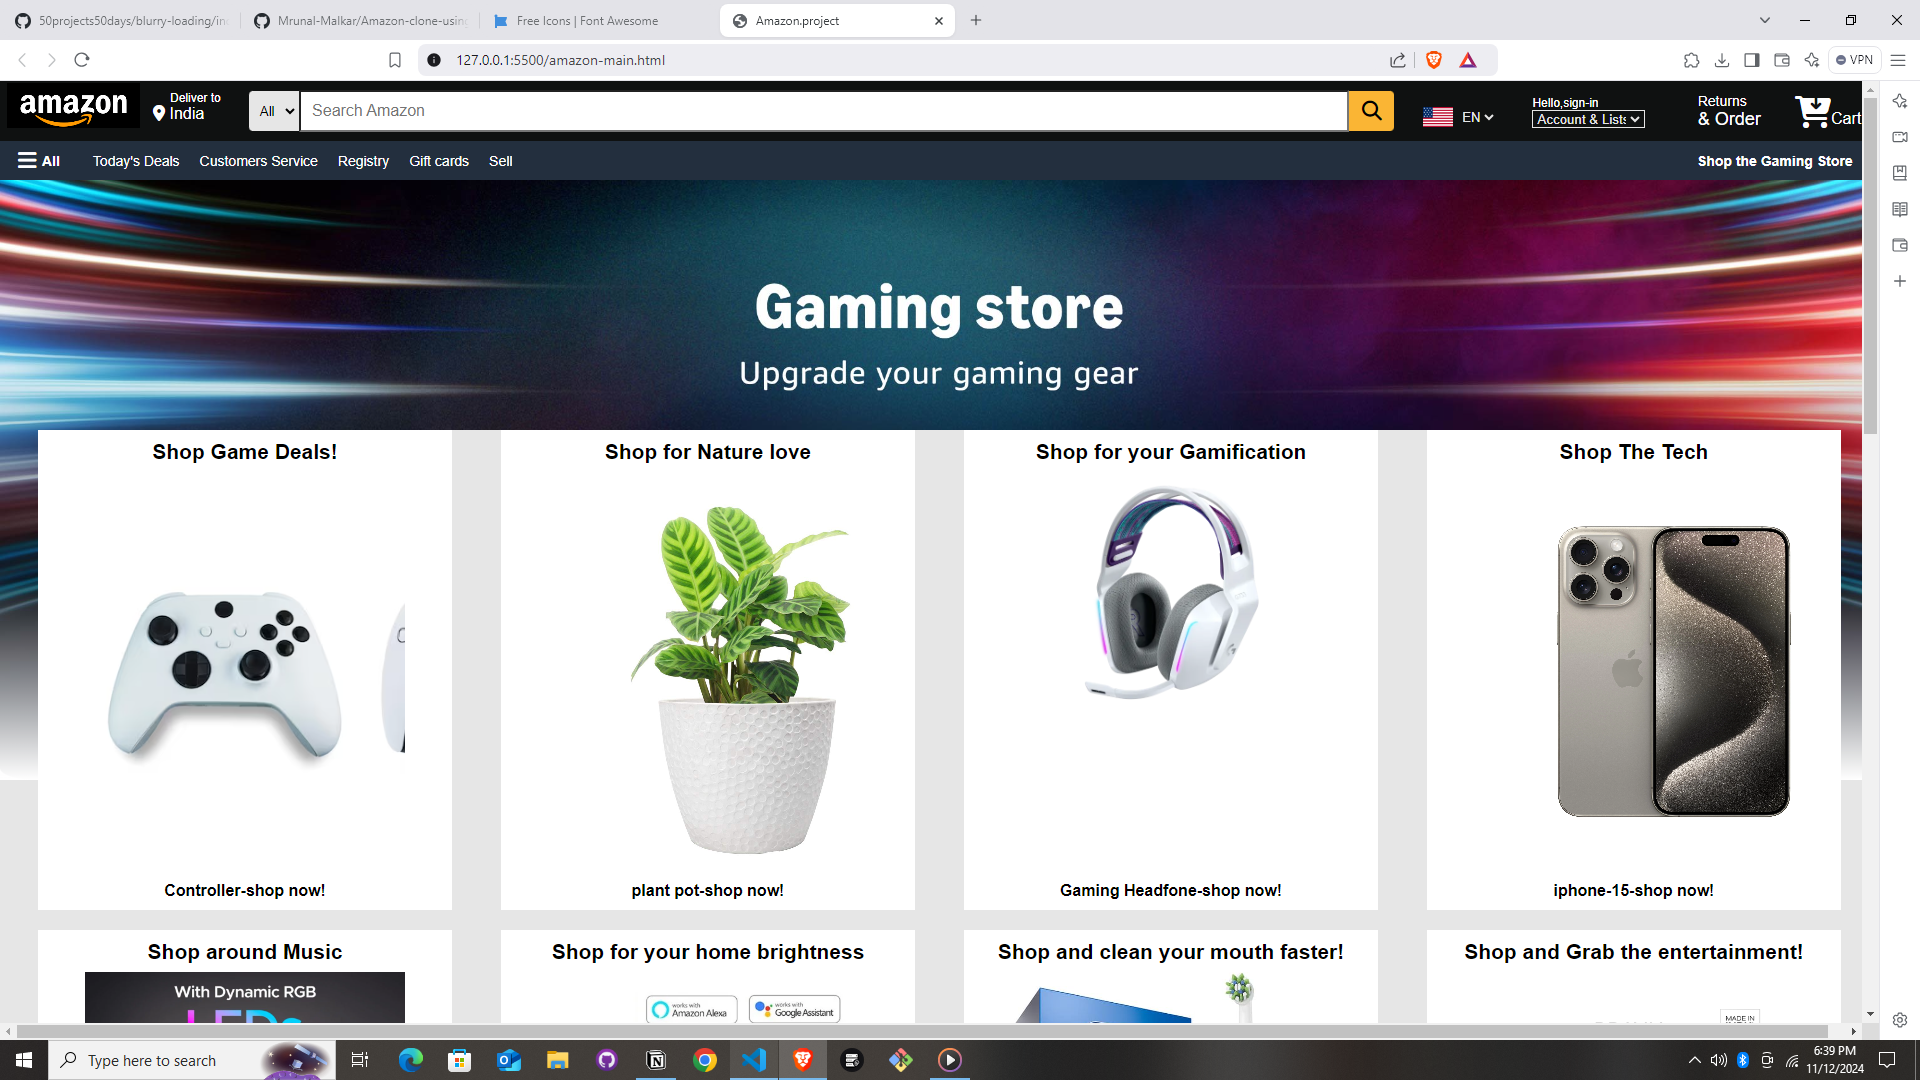 50projects50days/blurry-loading/in
Mrunal-Malkar/Amazon-clone-usin
Free Icons | Font Awesome
Amazon.project
127.0.0.1:5500/amazon-main.html
VPN
amazon
Deliver to
India
All
Search Amazon
EN
Hello,sign-in
Account & Lists
Returns
& Order
Cart
All
Today's Deals
Customers Service
Registry
Gift cards
Sell
Shop the Gaming Store
Gaming store
Upgrade your gaming gear
Shop Game Deals!
Shop for Nature love
Shop for your Gamification
Shop The Tech
Controller-shop now!
plant pot-shop now!
Gaming Headfone-shop now!
iphone-15-shop now!
Shop around Music
Shop for your home brightness
Shop and clean your mouth faster!
Shop and Grab the entertainment!
With Dynamic RGB
LEDs
works with
Amazon Alexa
works with
Google Assistant
MADE IN
Type here to search
6:39 PM
11/12/2024